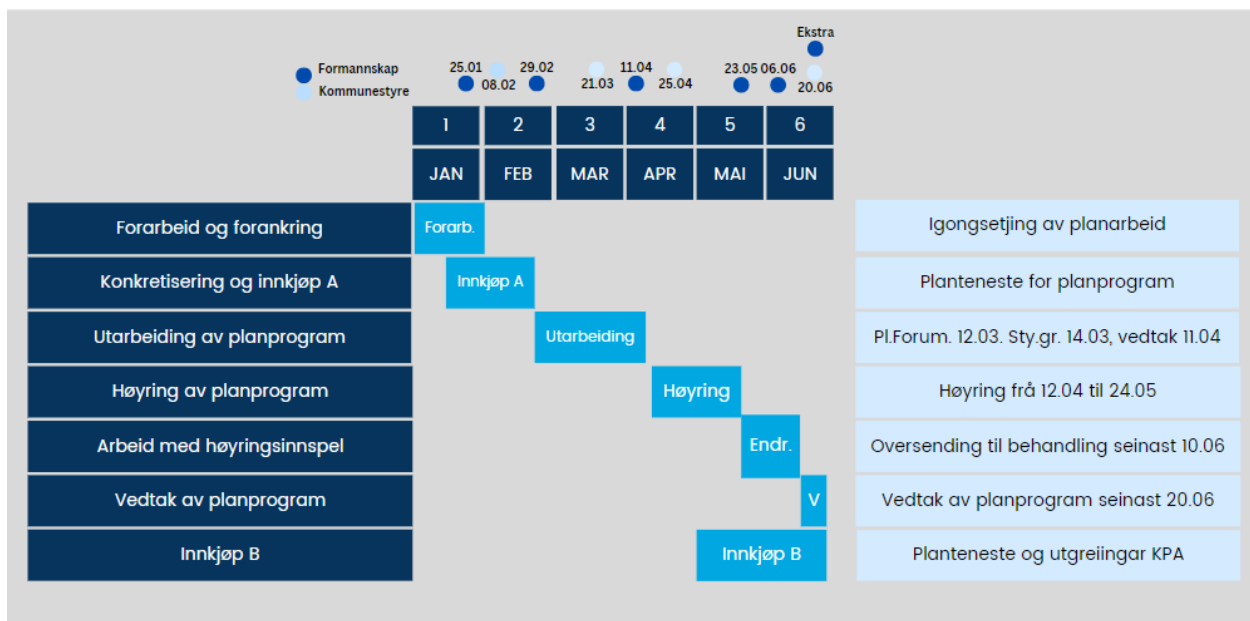 Ekstra
Formannskap
Kommunestyre
25.01
08.02
29.02
21.03
11.04
25.04
23.05
06.06
20.06
1 2 3 4 5 6
JAN FEB MAR APR MAI JUN
Forarbeid og forankring
Forarb.
Igongsetjing av planarbeid
Konkretisering og innkjøp A
Innkjøp A
Planteneste for planprogram
Utarbeiding av planprogram
Utarbeiding
Pl.Forum. 12.03. Sty.gr. 14.03, vedtak 11.04
Høyring av planprogram
Høyring
Høyring frå 12.04 til 24.05
Arbeid med høyringsinnspel
Endr.
Oversending til behandling seinast 10.06
Vedtak av planprogram
V
Vedtak av planprogram seinast 20.06
Innkjøp B
Innkjøp B
Planteneste og utgreiingar KPA